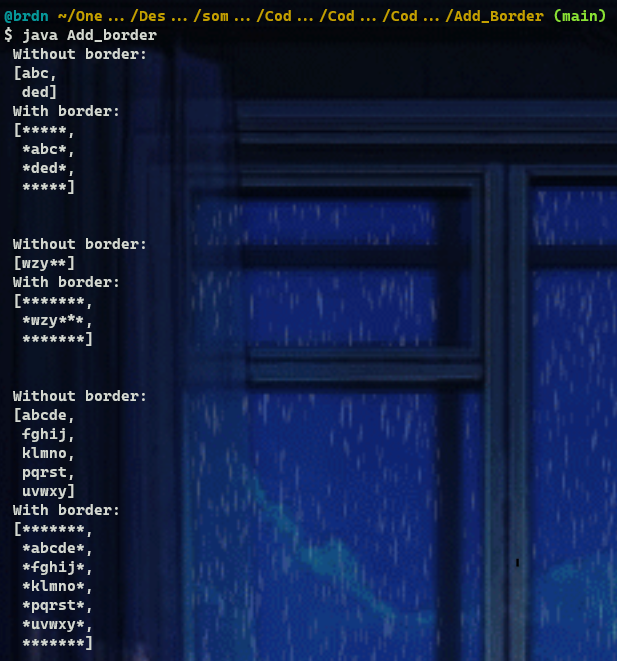 @brdn ~/One ... /Des ... /som ... /Cod ... /Cod ... /Cod ... /Add_Border (main)
$ java Add_border
Without border:
[abc,
ded]
With border:
[*****,
*abc*,
*ded*,
*****]
Without border:
[wzy**]
With border:
[*******,
*wzy***,
*******]
Without border:
[abcde,
fghij,
klmno,
pqrst,
uvwxy]
With border:
[*******,
*abcde*,
*fghij*,
*klmno*,
*pqrst*,
*uvwxy*,
*******]